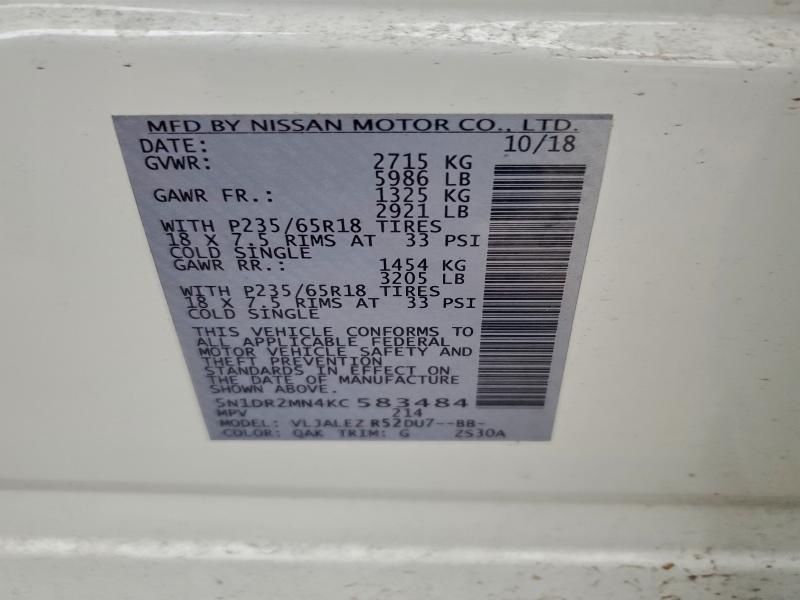 MFD BY NISSAN MOTOR CO., LTD.
DATE: 10/18
GVWR: 2715 KG
5986 LB
GAWR FR.: 1325 KG
2921 LB
WITH P235/65R18 TIRES
18 X 7.5 RIMS AT 33 PSI
COLD SINGLE
GAWR RR.: 1454 KG
3205 LB
WITH P235/65R18 TIRES
18 X 7.5 RIMS AT 33 PSI
COLD SINGLE
THIS VEHICLE CONFORMS TO
ALL APPLICABLE FEDERAL
MOTOR VEHICLE SAFETY AND
THEFT PREVENTION
STANDARDS IN EFFECT ON
THE DATE OF MANUFACTURE
SHOWN ABOVE.
5N1DR2MN4KC583484
MPV 214
MODEL: VLJALEZ R52DU7--BB-
COLOR: QAK TRIM: G ZS30A